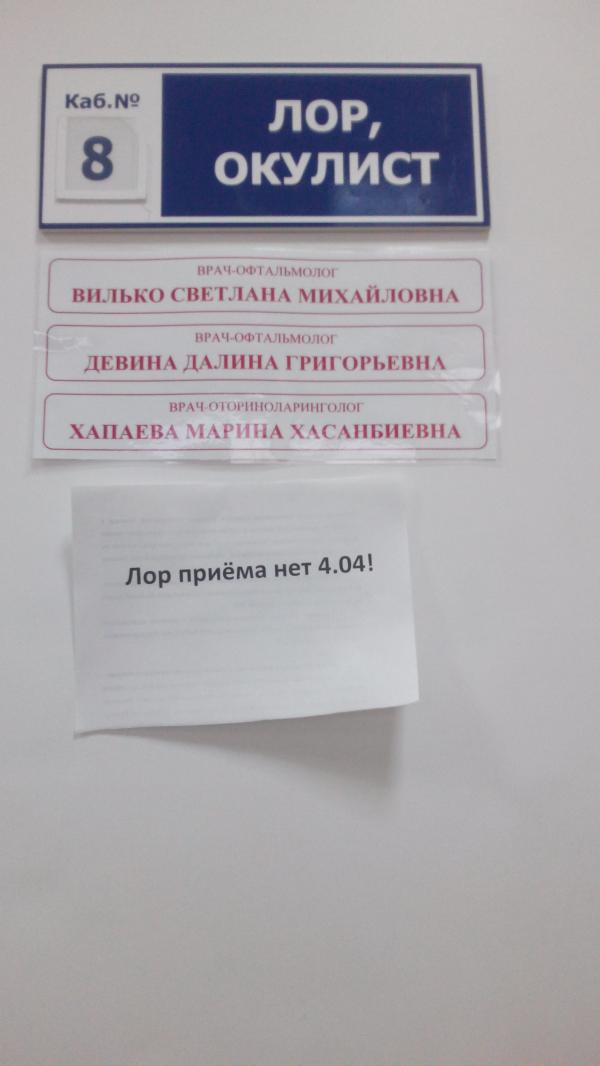 Каб.№
8
ЛОР,
ОКУЛИСТ
ВРАЧ-ОФТАЛЬМОЛОГ
ВИЛЬКО СВЕТЛАНА МИХАЙЛОВНА
ВРАЧ-ОФТАЛЬМОЛОГ
ДЕВИНА ДАЛИНА ГРИГОРЬЕВНА
ВРАЧ-ОТОРИНОЛАРИНГОЛОГ
ХАПАЕВА МАРИНА ХАСАНБИЕВНА
Лор приёма нет 4.04!